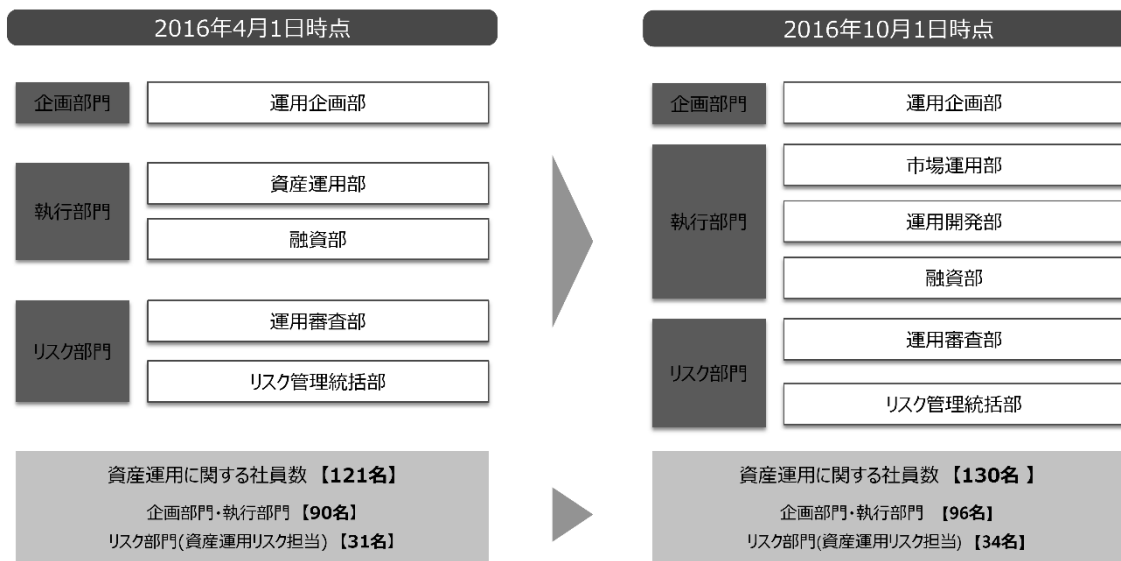 2016年4月1日時点
企画部門
運用企画部
執行部門
資産運用部
融資部
リスク部門
運用審査部
リスク管理統括部
資産運用に関する社員数 【121名】
企画部門・執行部門 【90名】
リスク部門(資産運用リスク担当) 【31名】
2016年10月1日時点
企画部門
運用企画部
執行部門
市場運用部
運用開発部
融資部
リスク部門
運用審査部
リスク管理統括部
資産運用に関する社員数 【130名 】
企画部門・執行部門 【96名】
リスク部門(資産運用リスク担当) 【34名】